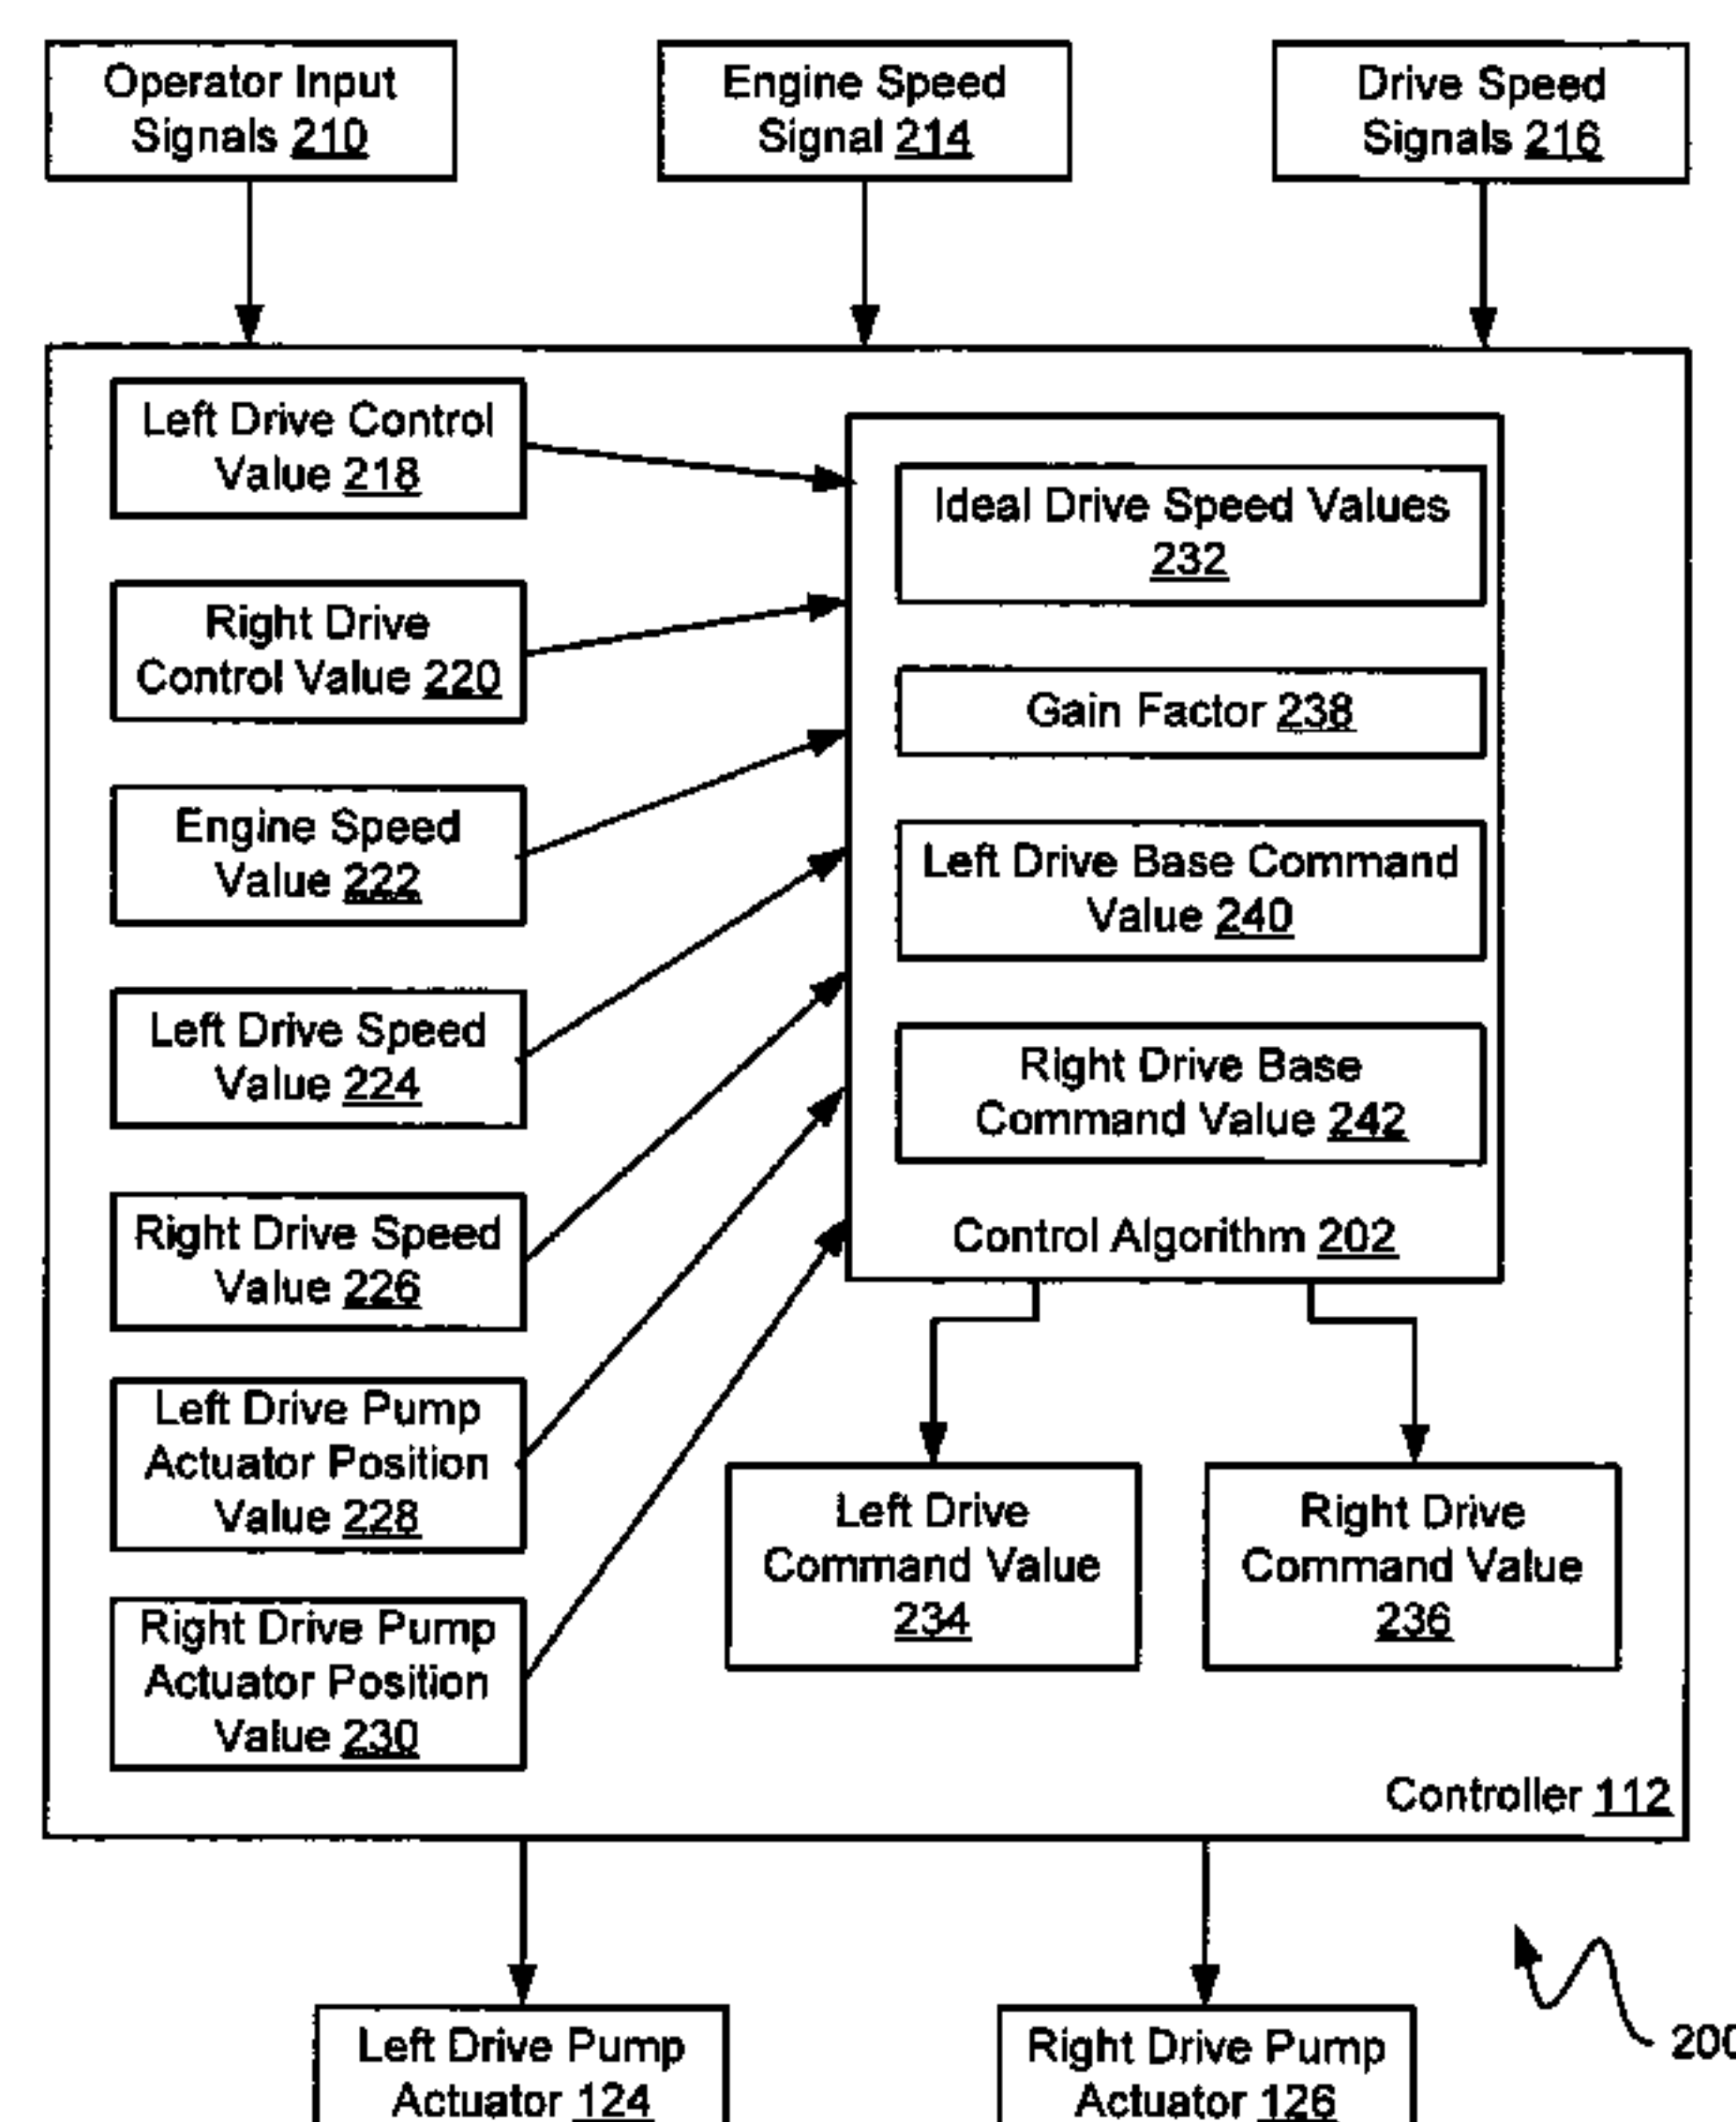 Operator Input
Signals 210
Engine Speed
Signal 214
Drive Speed
Signals 216
Left Drive Control
Value 218
Right Drive
Control Value 220
Engine Speed
Value 222
Left Drive Speed
Value 224
Right Drive Speed
Value 226
Left Drive Pump
Actuator Position
Value 228
Right Drive Pump
Actuator Position
Value 230
Ideal Drive Speed Values
232
Gain Factor 238
Left Drive Base Command
Value 240
Right Drive Base
Command Value 242
Control Algorithm 202
Left Drive
Command Value
234
Right Drive
Command Value
236
Controller 112
Left Drive Pump
Actuator 124
Right Drive Pump
Actuator 126
200